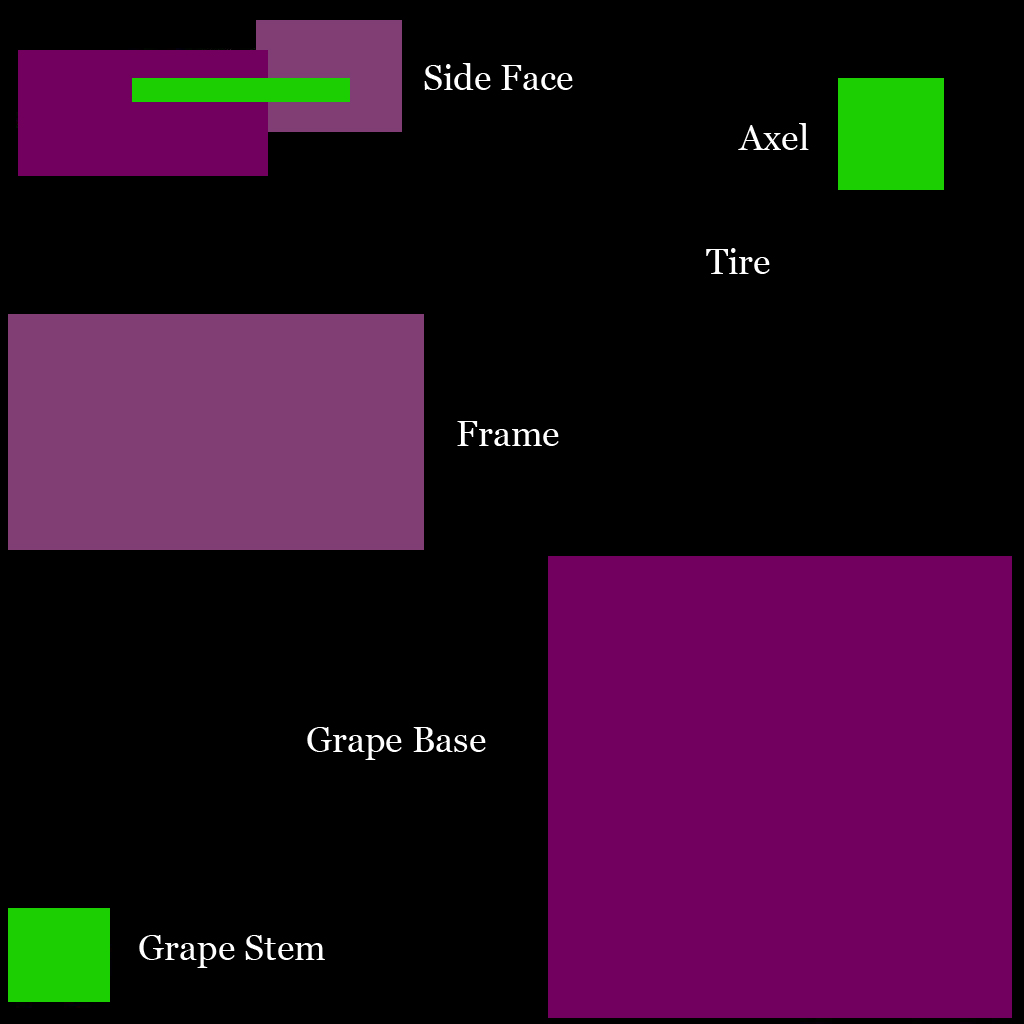 Side Face
Axel
Tire
Frame
Grape Base
Grape Stem